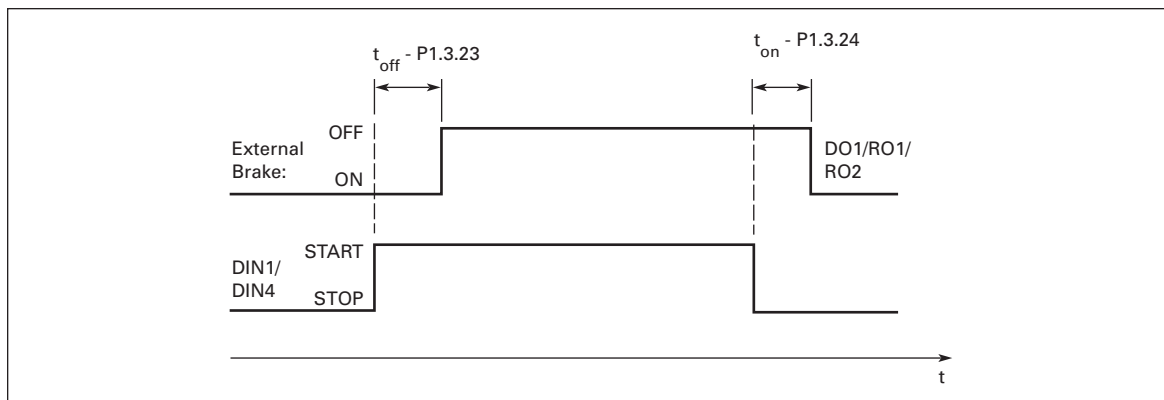 t_off - P1.3.23
t_on - P1.3.24
External
Brake:
OFF
ON
DO1/RO1/
RO2
DIN1/
DIN4
START
STOP
t